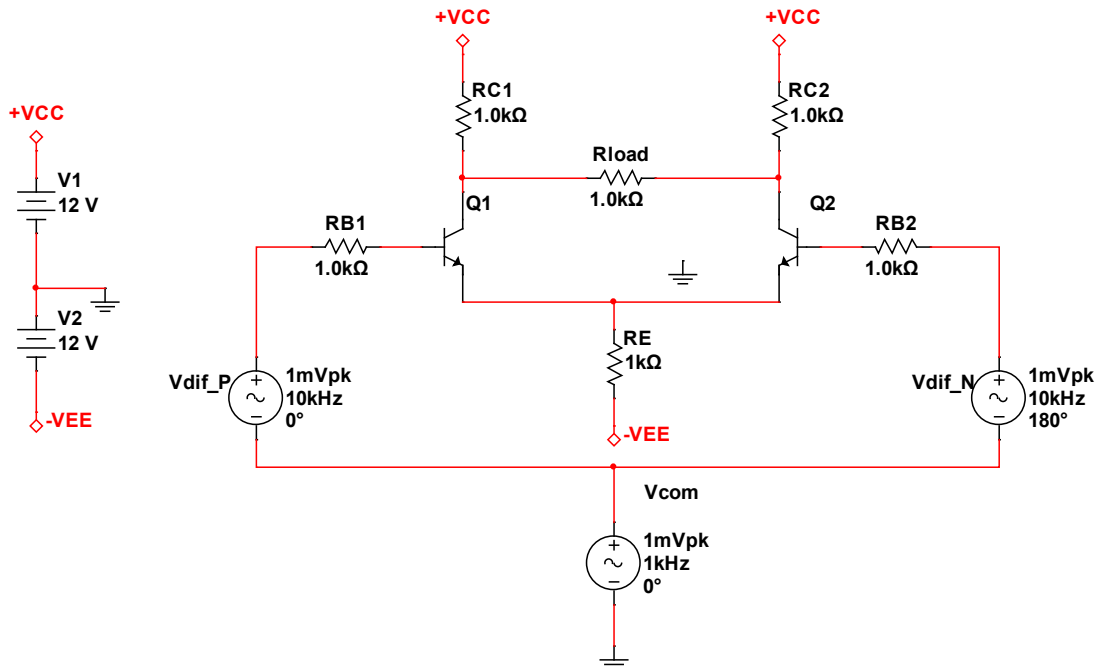 +VCC
+VCC
RC1
1.0kΩ
RC2
1.0kΩ
+VCC
V1
12 V
Rload
1.0kΩ
Q1
Q2
RB1
1.0kΩ
RB2
1.0kΩ
V2
12 V
RE
1kΩ
Vdif_P
1mVpk
10kHz
0°
Vdif_N
1mVpk
10kHz
180°
-VEE
-VEE
Vcom
1mVpk
1kHz
0°